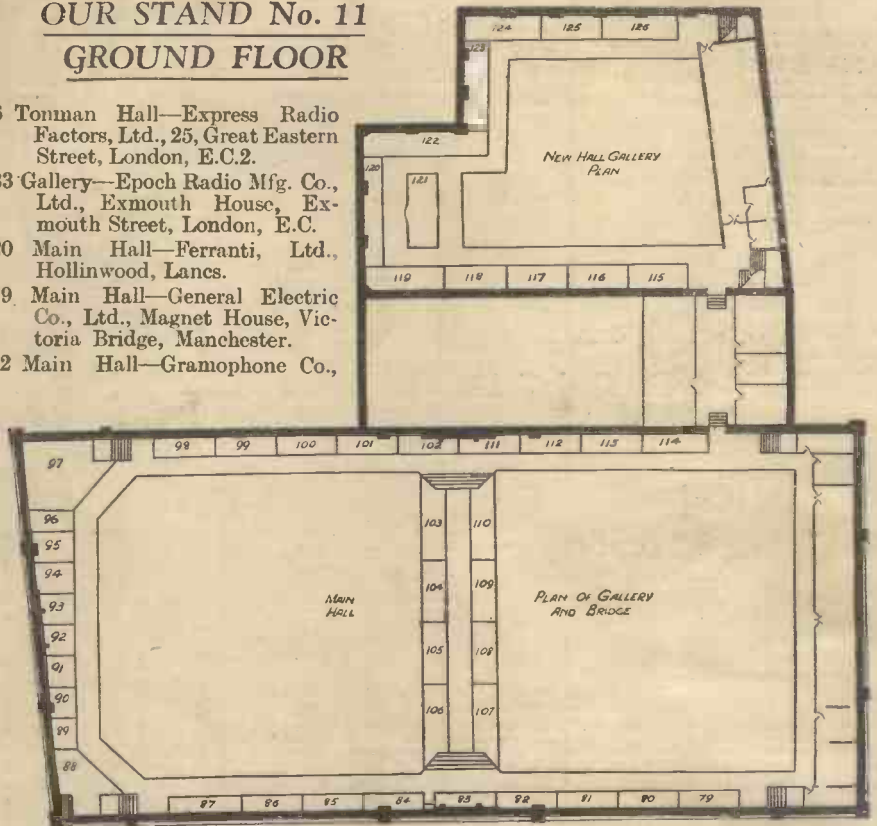 OUR STAND No. 11
GROUND FLOOR
6 Tonman Hall—Express Radio
Factors, Ltd., 25, Great Eastern
Street, London, E.C.2.
33 Gallery—Epoch Radio Mfg. Co.,
Ltd., Exmouth House, Ex-
mouth Street, London, E.C.
20 Main Hall—Ferranti, Ltd.,
Hollinwood, Lancs.
9 Main Hall—General Electric
Co., Ltd., Magnet House, Vic-
toria Bridge, Manchester.
2 Main Hall—Gramophone Co.,
124 125 126
123
122
NEW HALL GALLERY
PLAN
120
121
119 118 117 116 115
98 99 100 101 102 111 112 113 114
97
96
95
94
93
92
91
90
89
88
103 110
104 109
105 108
106 107
MAIN
HALL
PLAN OF GALLERY
AND BRIDGE
87 86 85 84 83 82 81 80 79